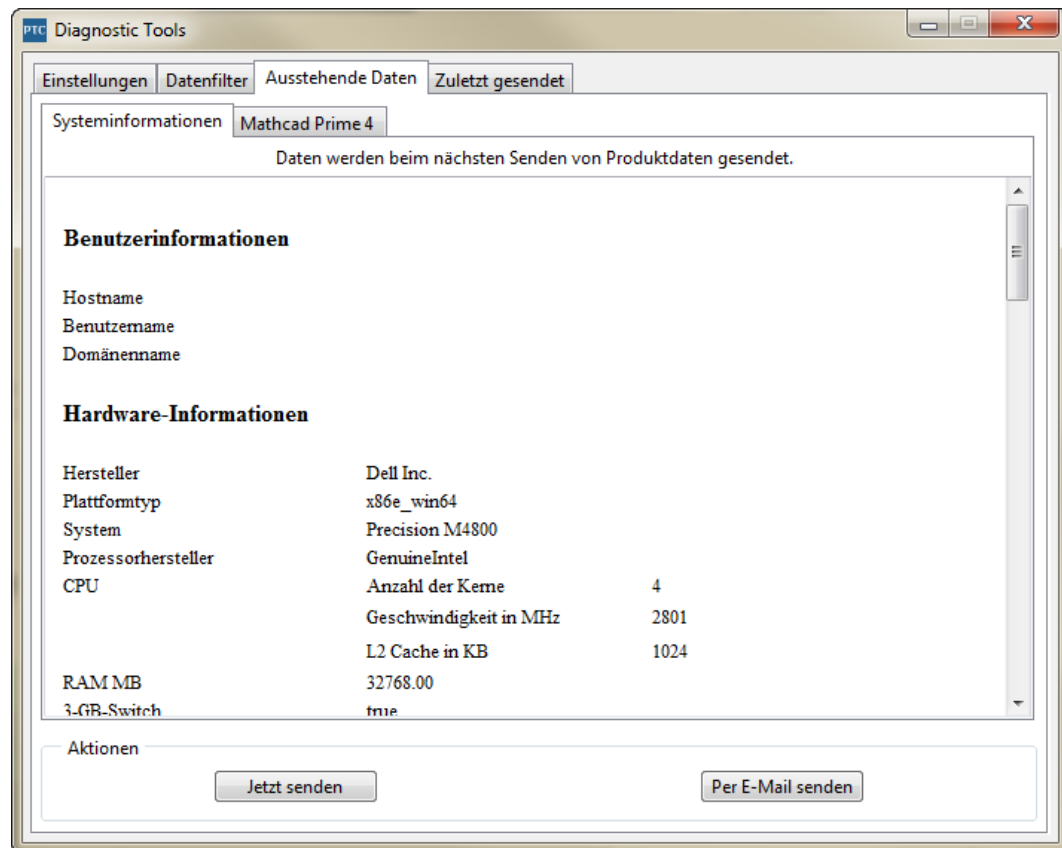 PTC Diagnostic Tools
Einstellungen Datenfilter Ausstehende Daten Zuletzt gesendet
Systeminformationen Mathcad Prime 4
Daten werden beim nächsten Senden von Produktdaten gesendet.
Benutzerinformationen
Hostname
Benutzername
Domänenname
Hardware-Informationen
Hersteller Dell Inc.
Plattformtyp x86e_win64
System Precision M4800
Prozessorhersteller GenuineIntel
CPU Anzahl der Kerne 4
Geschwindigkeit in MHz 2801
L2 Cache in KB 1024
RAM MB 32768.00
3-GB-Switch true
Aktionen
Jetzt senden Per E-Mail senden